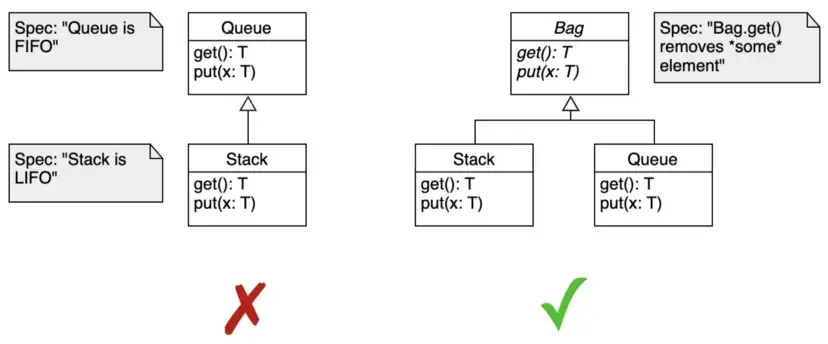 Spec: "Queue is
FIFO"
Queue
get(): T
put(x: T)
Spec: "Stack is
LIFO"
Stack
get(): T
put(x: T)
Bag
get(): T
put(x: T)
Spec: "Bag.get()
removes *some*
element"
Stack
get(): T
put(x: T)
Queue
get(): T
put(x: T)